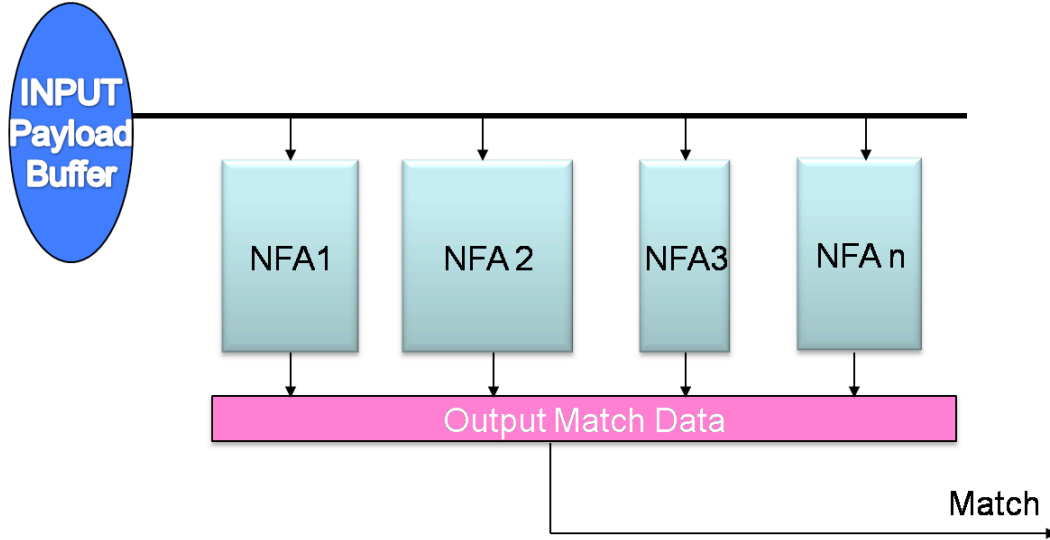 INPUT
Payload
Buffer
NFA1
NFA 2
NFA3
NFA n
Output Match Data
Match